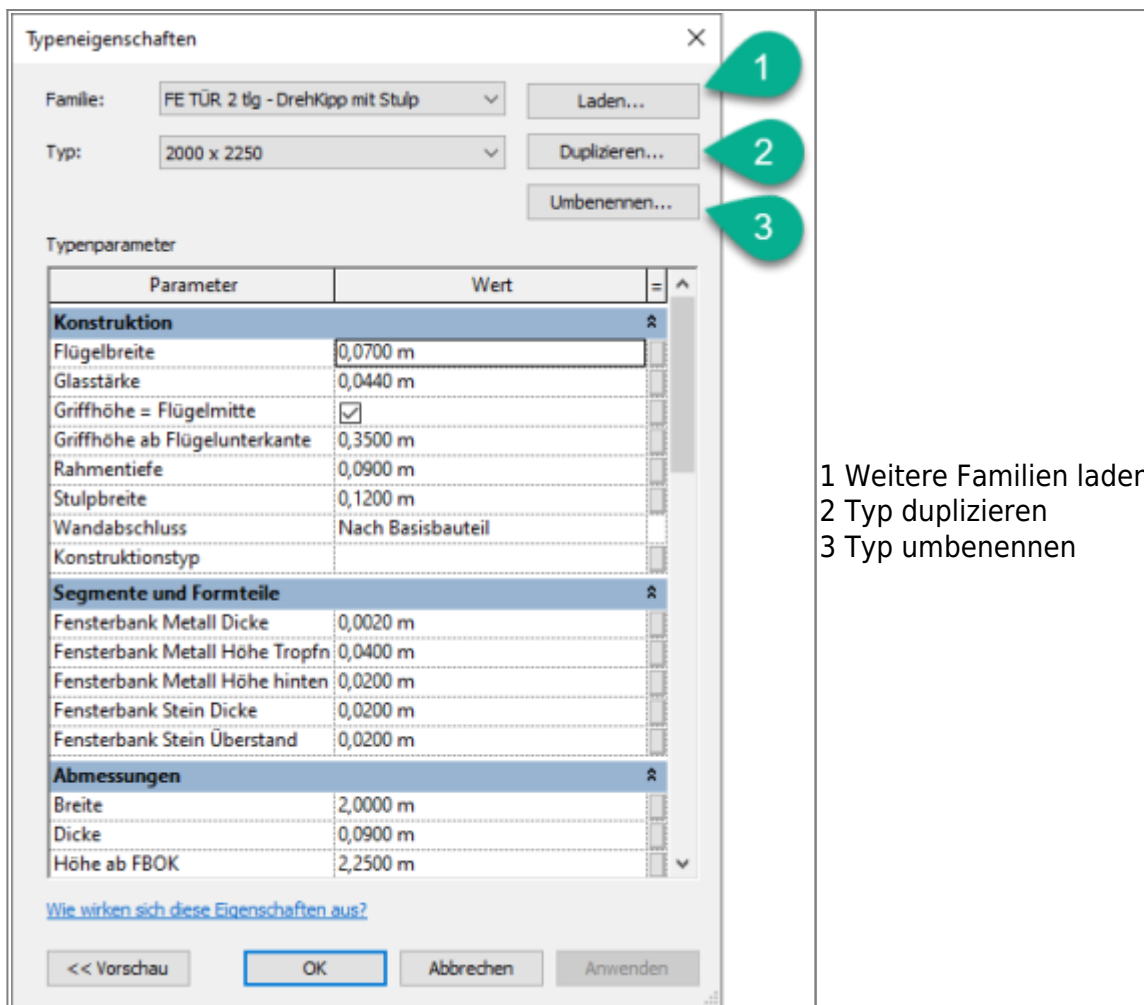 Typeneigenschaften
1
Familie: FE TÜR 2 tlg - DrehKipp mit Stulp Laden...
Typ: 2000 x 2250 Duplizieren... 2
Umbenennen... 3
Typenparameter
Parameter Wert =
Konstruktion
Flügelbreite 0,0700 m
Glasstärke 0,0440 m
Griffhöhe = Flügelmitte
Griffhöhe ab Flügelunterkante 0,3500 m
Rahmentiefe 0,0900 m
Stulpbreite 0,1200 m
Wandabschluss Nach Basisbauteil
Konstruktionstyp
Segmente und Formteile
Fensterbank Metall Dicke 0,0020 m
Fensterbank Metall Höhe Tropfn 0,0400 m
Fensterbank Metall Höhe hinten 0,0200 m
Fensterbank Stein Dicke 0,0200 m
Fensterbank Stein Überstand 0,0200 m
Abmessungen
Breite 2,0000 m
Dicke 0,0900 m
Höhe ab FBOK 2,2500 m
Wie wirken sich diese Eigenschaften aus?
<< Vorschau OK Abbrechen Anwenden
1 Weitere Familien laden
2 Typ duplizieren
3 Typ umbenennen